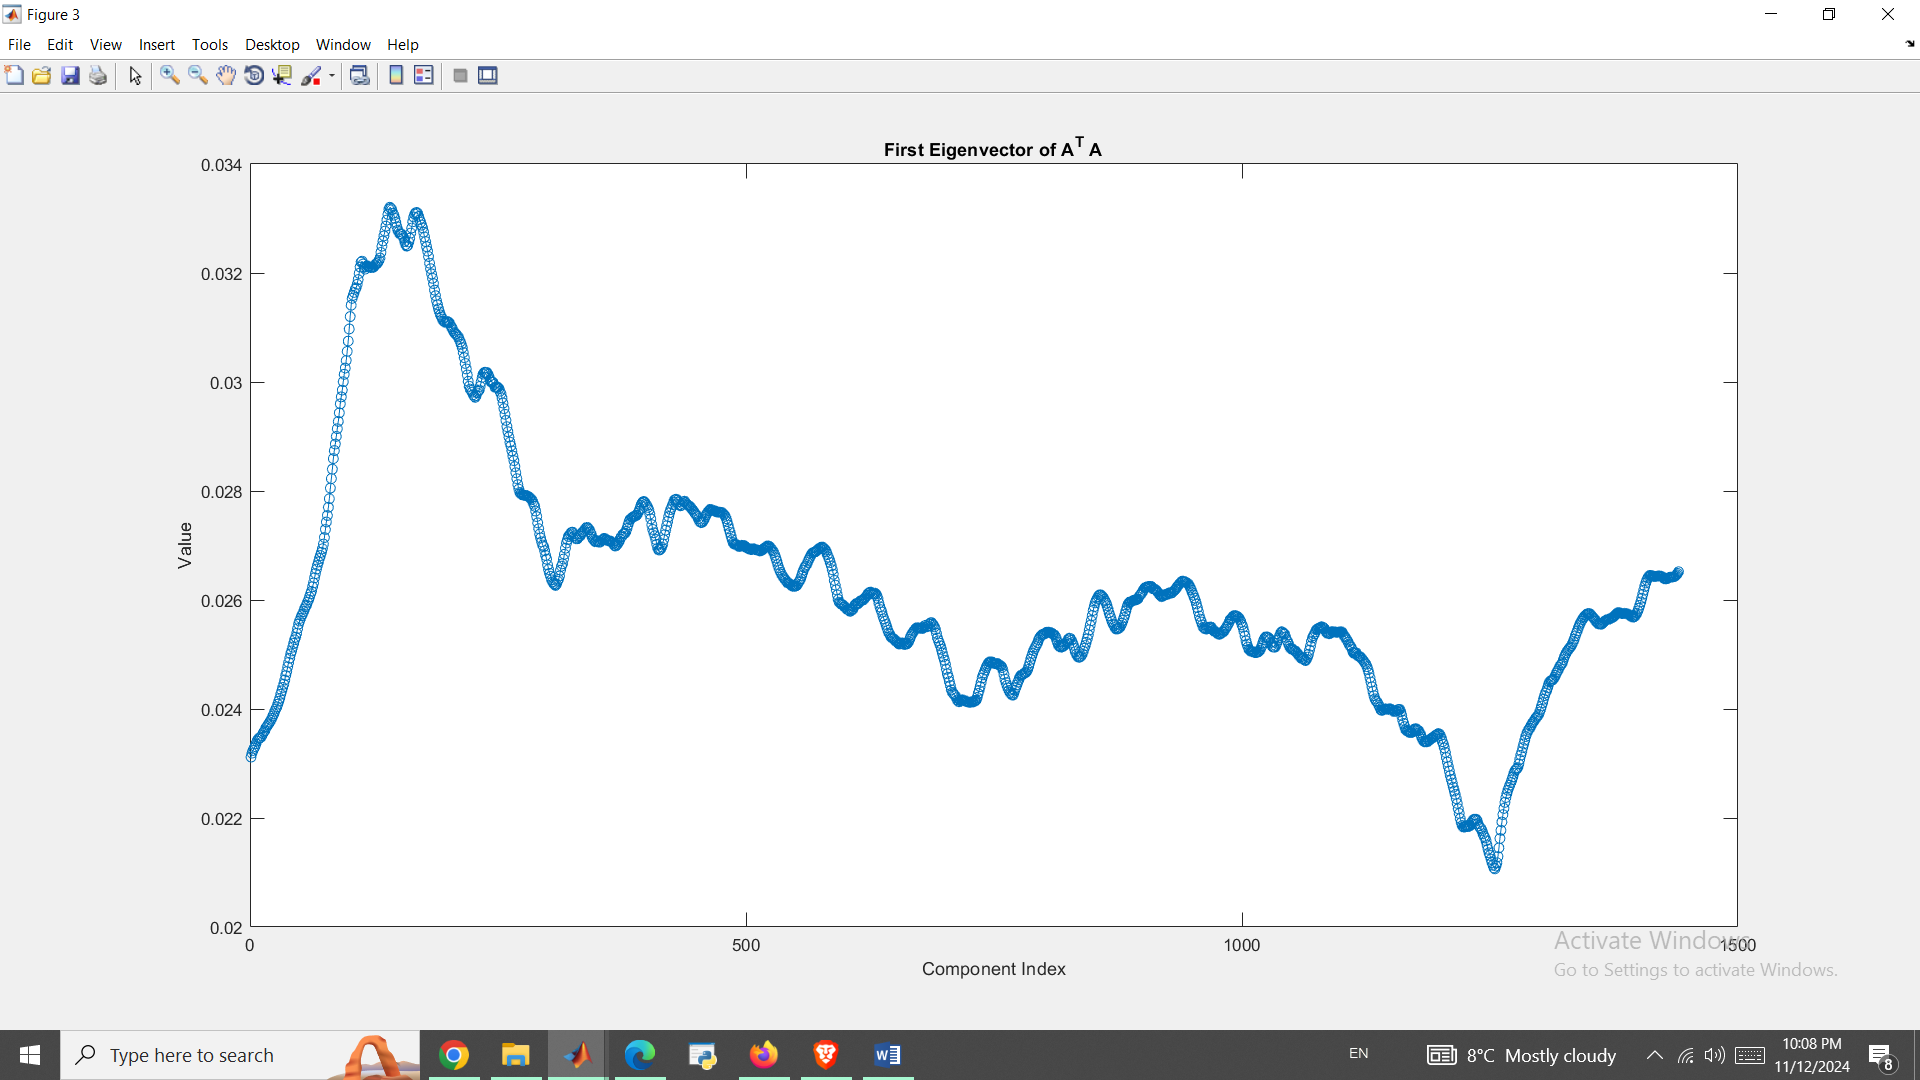 Figure 3
File Edit View Insert Tools Desktop Window Help
First Eigenvector of A^T A
0.034
0.032
0.03
0.028
0.026
0.024
0.022
0.02
Value
0 500 1000 1500
Component Index
Activate Windows
Go to Settings to activate Windows.
Type here to search
EN
8°C Mostly cloudy
10:08 PM
11/12/2024
8